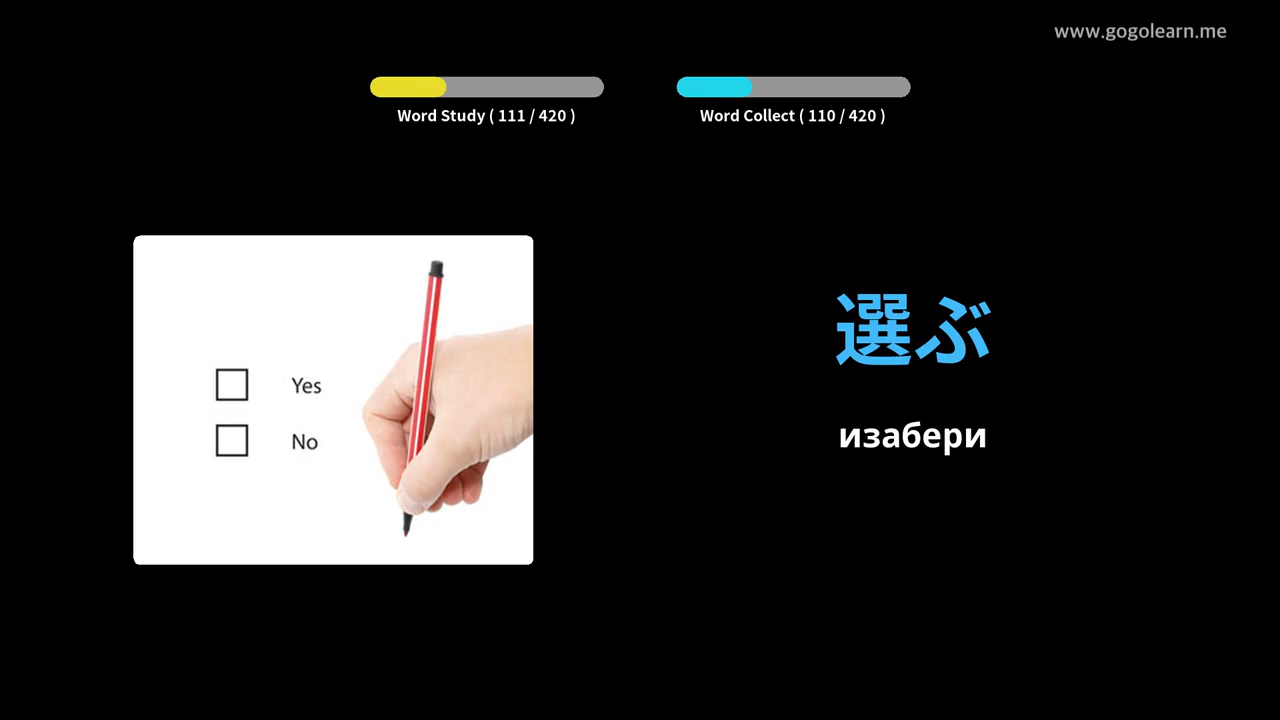 www.gogolearn.me
Word Study ( 111 / 420 )
Word Collect ( 110 / 420 )
Yes
No
選ぶ
изабери